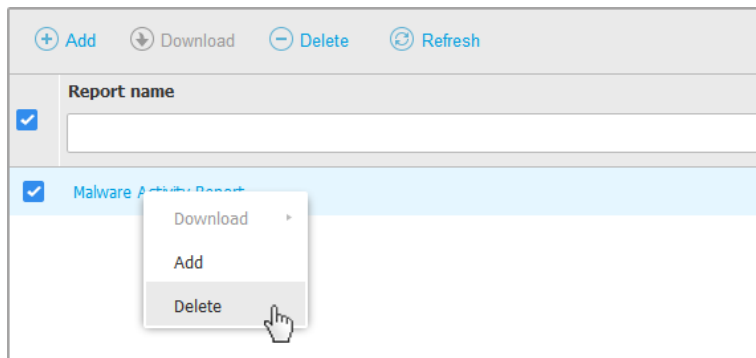 Add Download Delete Refresh
Report name
Malware Activity Report
Download
Add
Delete